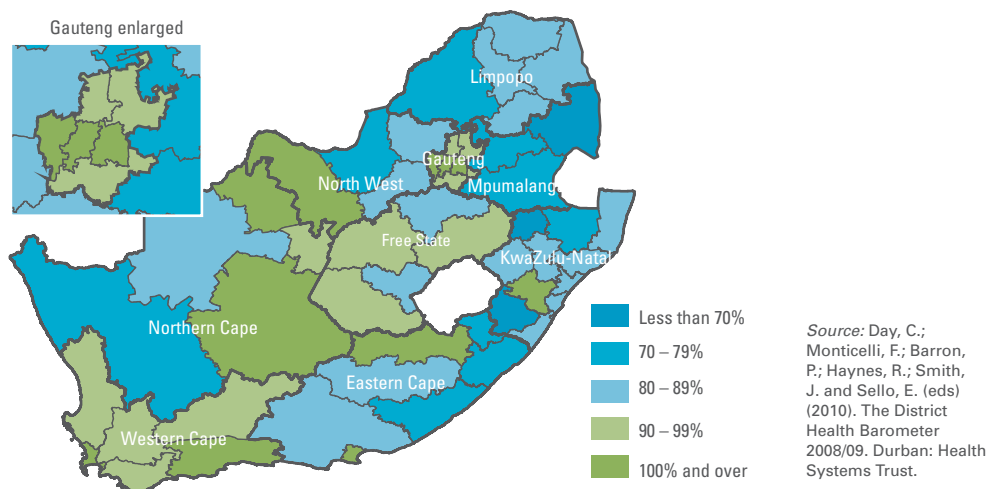 Gauteng enlarged
Limpopo
Gauteng
North West
Mpumalang
Free State
KwaZulu-Natal
Northern Cape
Eastern Cape
Western Cape
Less than 70%
70 – 79%
80 – 89%
90 – 99%
100% and over
Source: Day, C.;
Monticelli, F.; Barron,
P.; Haynes, R.; Smith,
J. and Sello, E. (eds)
(2010). The District
Health Barometer
2008/09. Durban: Health
Systems Trust.